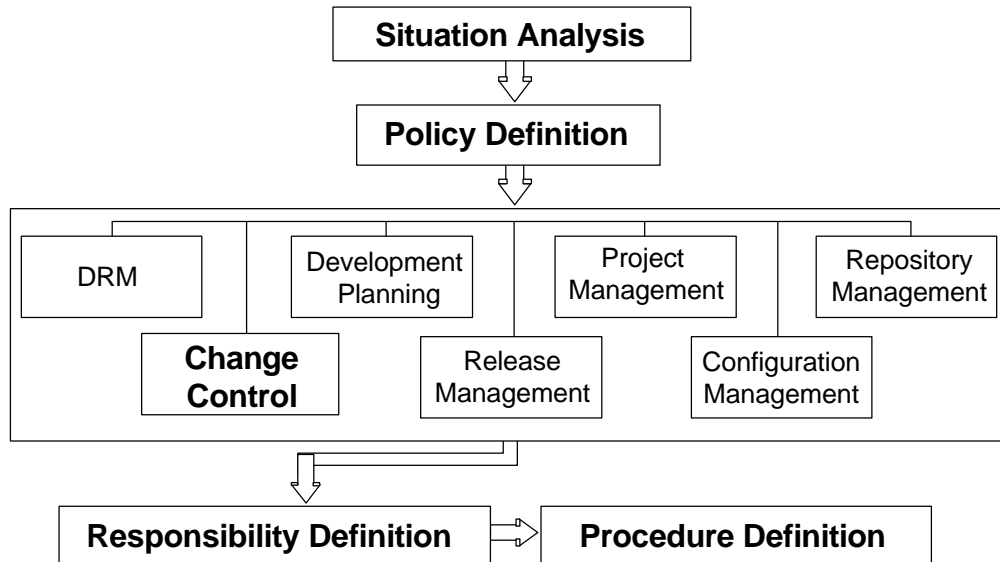 Situation Analysis
Policy Definition
DRM
Development
Planning
Project
Management
Repository
Management
Change
Control
Release
Management
Configuration
Management
Responsibility Definition
Procedure Definition